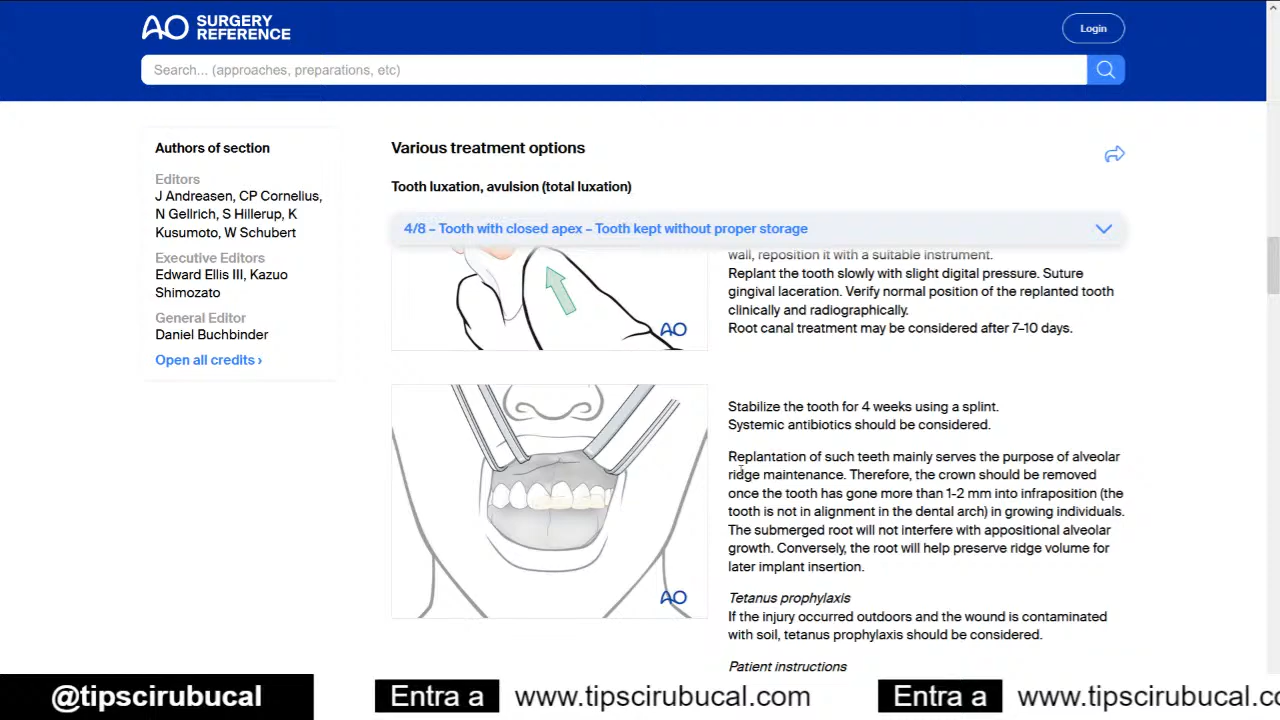 AO SURGERY
REFERENCE
Login
Search... (approaches, preparations, etc)
Authors of section
Editors
J Andreasen, CP Cornelius,
N Gellrich, S Hillerup, K
Kusumoto, W Schubert
Executive Editors
Edward Ellis III, Kazuo
Shimozato
General Editor
Daniel Buchbinder
Open all credits ›
Various treatment options
Tooth luxation, avulsion (total luxation)
4/8 – Tooth with closed apex – Tooth kept without proper storage
wall, reposition it with a suitable instrument.
Replant the tooth slowly with slight digital pressure. Suture
gingival laceration. Verify normal position of the replanted tooth
clinically and radiographically.
Root canal treatment may be considered after 7–10 days.
AO
Stabilize the tooth for 4 weeks using a splint.
Systemic antibiotics should be considered.
Replantation of such teeth mainly serves the purpose of alveolar
ridge maintenance. Therefore, the crown should be removed
once the tooth has gone more than 1-2 mm into infraposition (the
tooth is not in alignment in the dental arch) in growing individuals.
The submerged root will not interfere with appositional alveolar
growth. Conversely, the root will help preserve ridge volume for
later implant insertion.
AO
Tetanus prophylaxis
If the injury occurred outdoors and the wound is contaminated
with soil, tetanus prophylaxis should be considered.
Patient instructions
@tipscirubucal Entra a www.tipscirubucal.com Entra a www.tipscirubucal.co